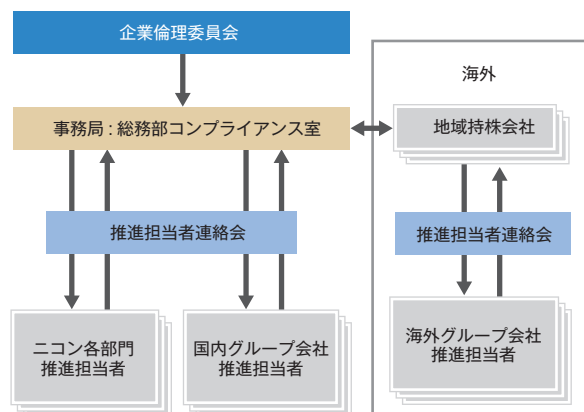 企業倫理委員会
海外
事務局：総務部コンプライアンス室
地域持株会社
推進担当者連絡会
推進担当者連絡会
ニコン各部門
推進担当者
国内グループ会社
推進担当者
海外グループ会社
推進担当者